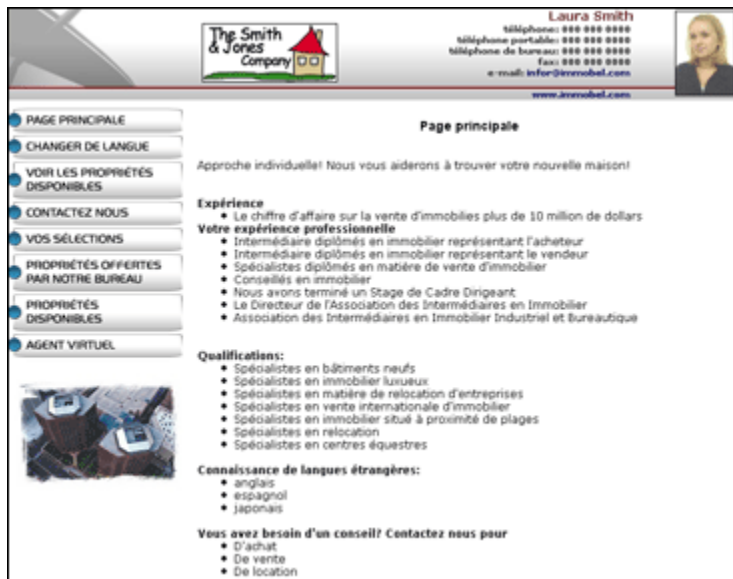 The Smith
& Jones
Company
Laura Smith
téléphone: 000 000 0000
téléphone portable: 000 000 0000
téléphone de bureau: 000 000 0000
fax: 000 000 0000
e-mail: infor@immobel.com
www.immobel.com
PAGE PRINCIPALE
CHANGER DE LANGUE
VOIR LES PROPRIÉTÉS
DISPONIBLES
CONTACTEZ NOUS
VOS SÉLECTIONS
PROPRIÉTÉS OFFERTES
PAR NOTRE BUREAU
PROPRIÉTÉS
DISPONIBLES
AGENT VIRTUEL
Page principale
Approche individuelle! Nous vous aiderons à trouver votre nouvelle maison!
Expérience
Le chiffre d'affaire sur la vente d'immobilies plus de 10 million de dollars
Votre expérience professionnelle
Intermédiaire diplômés en immobilier représentant l'acheteur
Intermédiaire diplômés en immobilier représentant le vendeur
Spécialistes diplômés en matière de vente d'immobilier
Conseillés en immobilier
Nous avons terminé un Stage de Cadre Dirigeant
Le Directeur de l'Association des Intermédiaires en Immobilier
Association des Intermédiaires en Immobilier Industriel et Bureautique
Qualifications:
Spécialistes en bâtiments neufs
Spécialistes en immobilier luxueux
Spécialistes en matière de relocation d'entreprises
Spécialistes en vente internationale d'immobilier
Spécialistes en immobilier situé à proximité de plages
Spécialistes en relocation
Spécialistes en centres équestres
Connaissance de langues étrangères:
anglais
espagnol
japonais
Vous avez besoin d'un conseil? Contactez nous pour
D'achat
De vente
De location